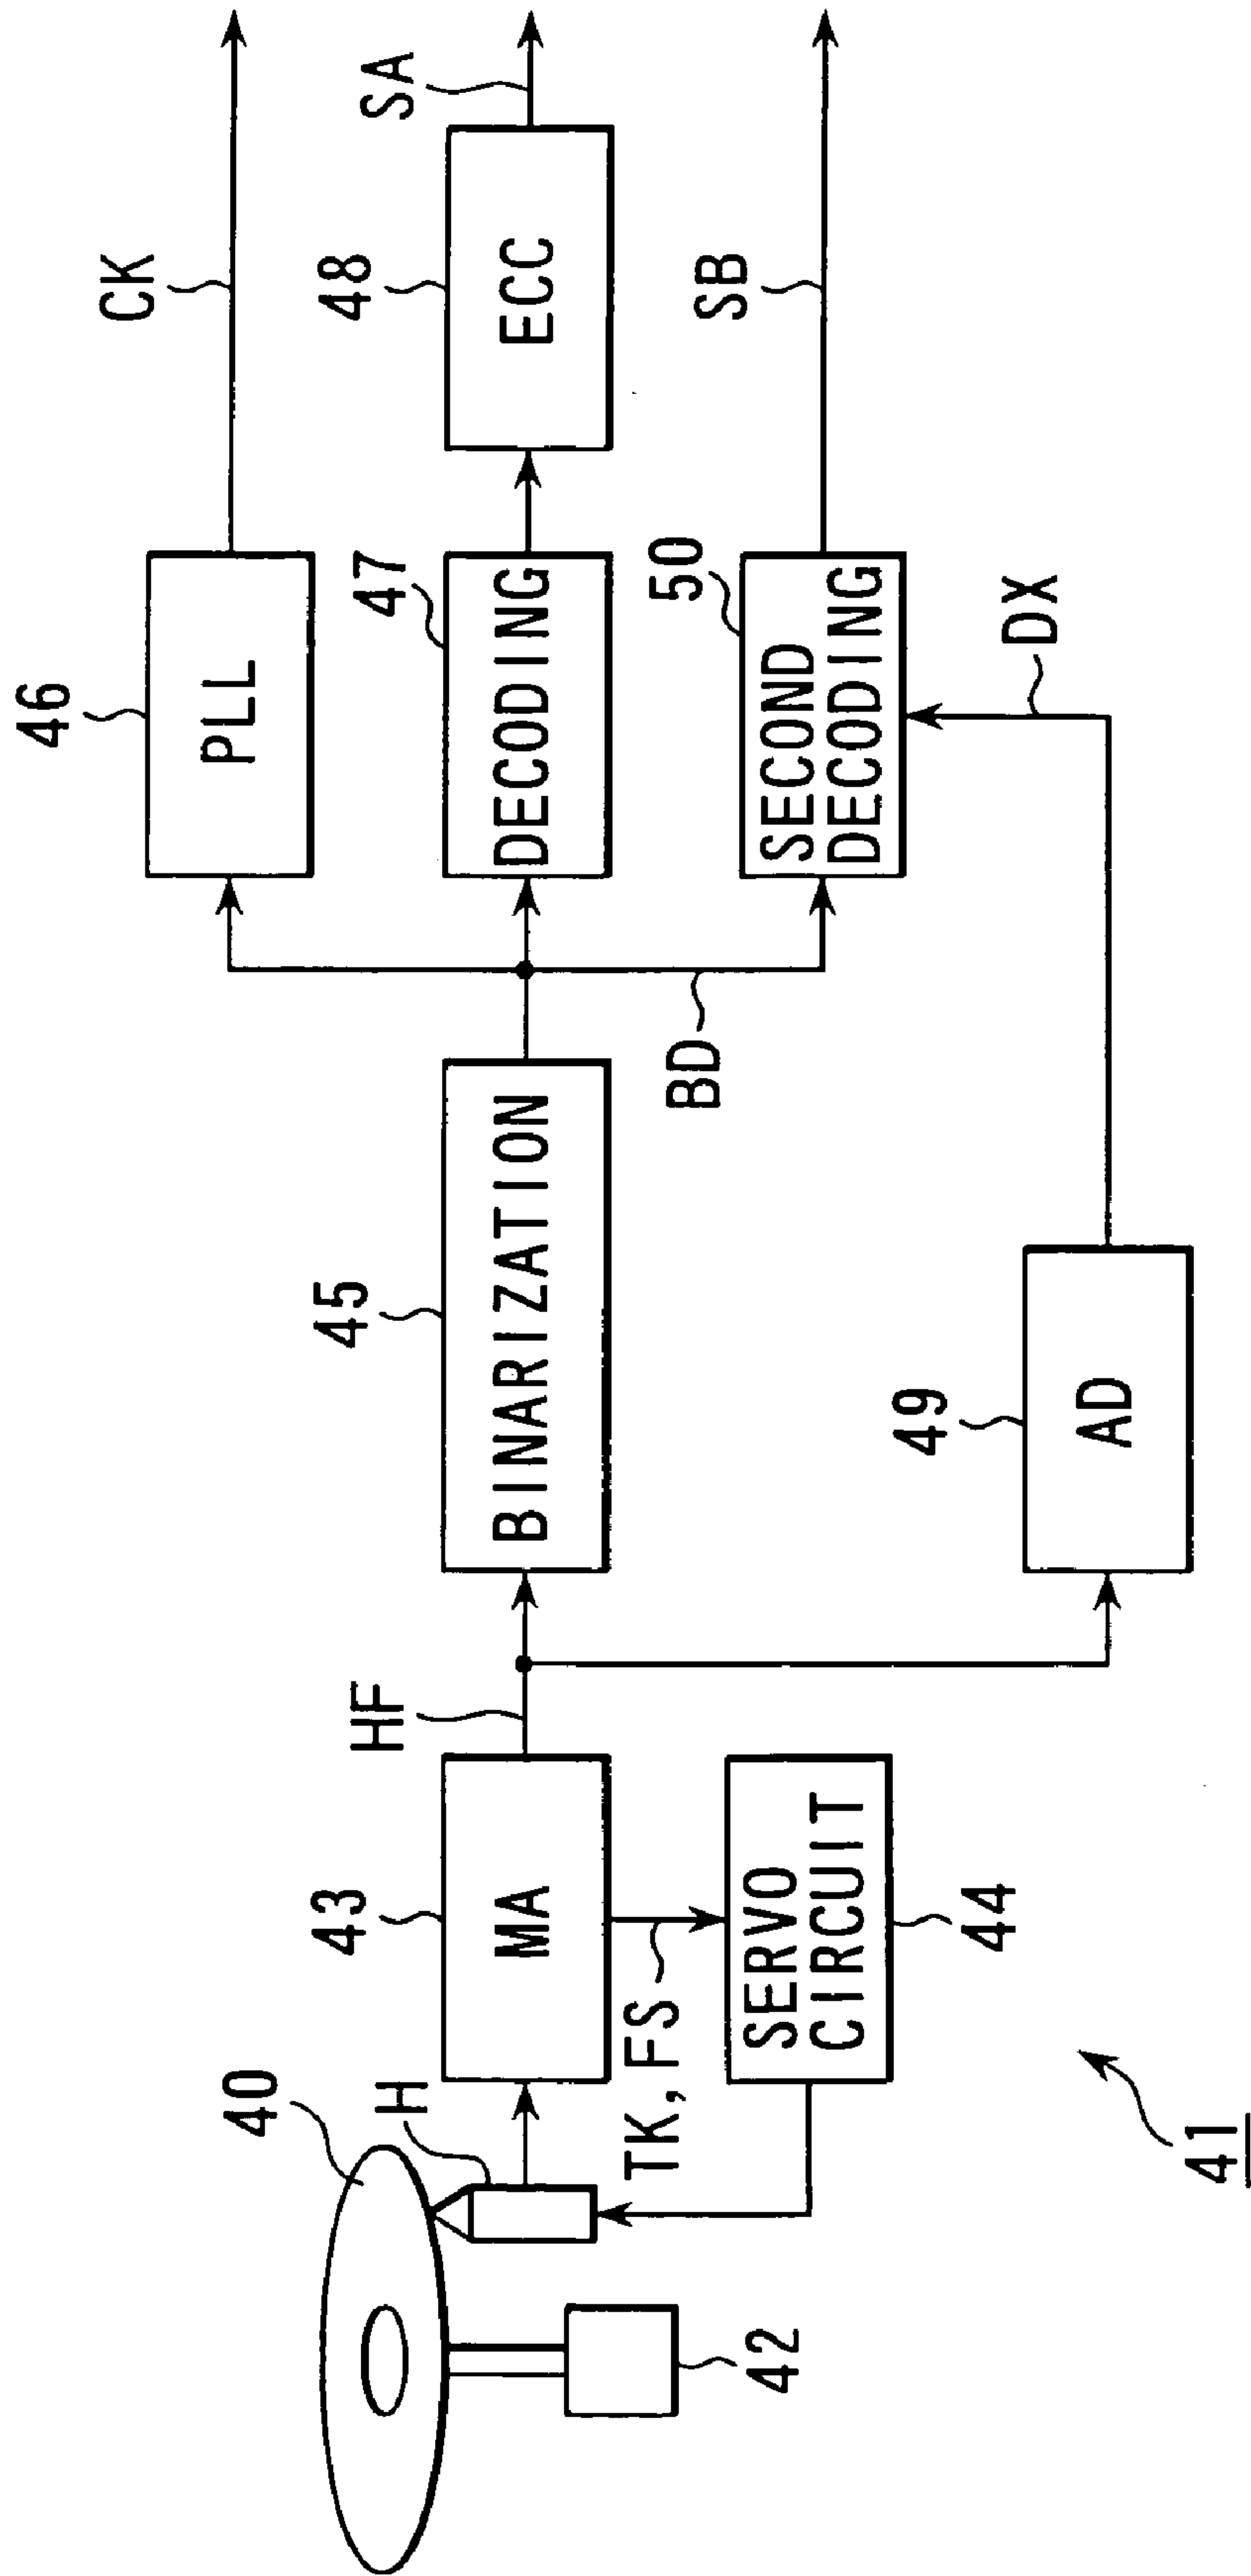 CK
46
PLL
SA
48
ECC
47
DECODING
SB
50
SECOND
DECODING
DX
BD
45
BINARIZATION
49
AD
HF
43
MA
TK, FS
SERVO
CIRCUIT
44
40
H
42
41